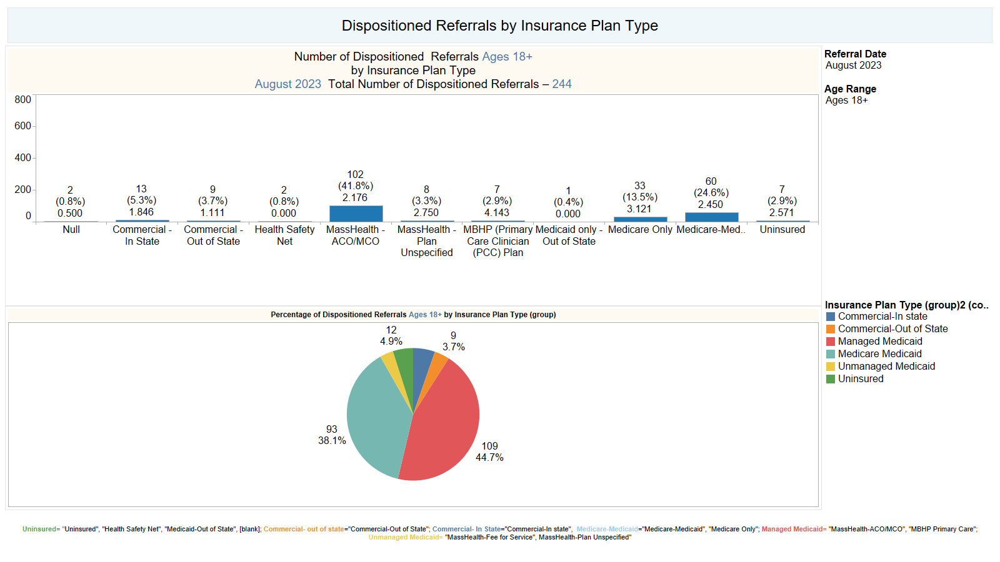 Dispositioned Referrals by Insurance Plan Type
Number of Dispositioned  Referrals Ages 18+
by Insurance Plan Type
August 2023  Total Number of Dispositioned Referrals – 244
Referral Date
August 2023
Age Range
Ages 18+
800
600
400
200
0
2
(0.8%)
0.500
13
(5.3%)
1.846
9
(3.7%)
1.111
2
(0.8%)
0.000
102
(41.8%)
2.176
8
(3.3%)
2.750
7
(2.9%)
4.143
1
(0.4%)
0.000
33
(13.5%)
3.121
60
(24.6%)
2.450
7
(2.9%)
2.571
Null
Commercial -
In State
Commercial -
Out of State
Health Safety
Net
MassHealth -
ACO/MCO
MassHealth -
Plan
Unspecified
MBHP (Primary
Care Clinician
(PCC) Plan
Medicaid only -
Out of State
Medicare Only
Medicare-Med..
Uninsured
Percentage of Dispositioned Referrals Ages 18+ by Insurance Plan Type (group)
12
4.9%
9
3.7%
93
38.1%
109
44.7%
Insurance Plan Type (group)2 (co..
Commercial-In state
Commercial-Out of State
Managed Medicaid
Medicare Medicaid
Unmanaged Medicaid
Uninsured
Uninsured= "Uninsured", "Health Safety Net", "Medicaid-Out of State", [blank]; Commercial- out of state="Commercial-Out of State"; Commercial- In State="Commercial-In state",  Medicare-Medicaid="Medicare-Medicaid", "Medicare Only"; Managed Medicaid= "MassHealth-ACO/MCO", "MBHP Primary Care";
Unmanaged Medicaid= "MassHealth-Fee for Service", MassHealth-Plan Unspecified"